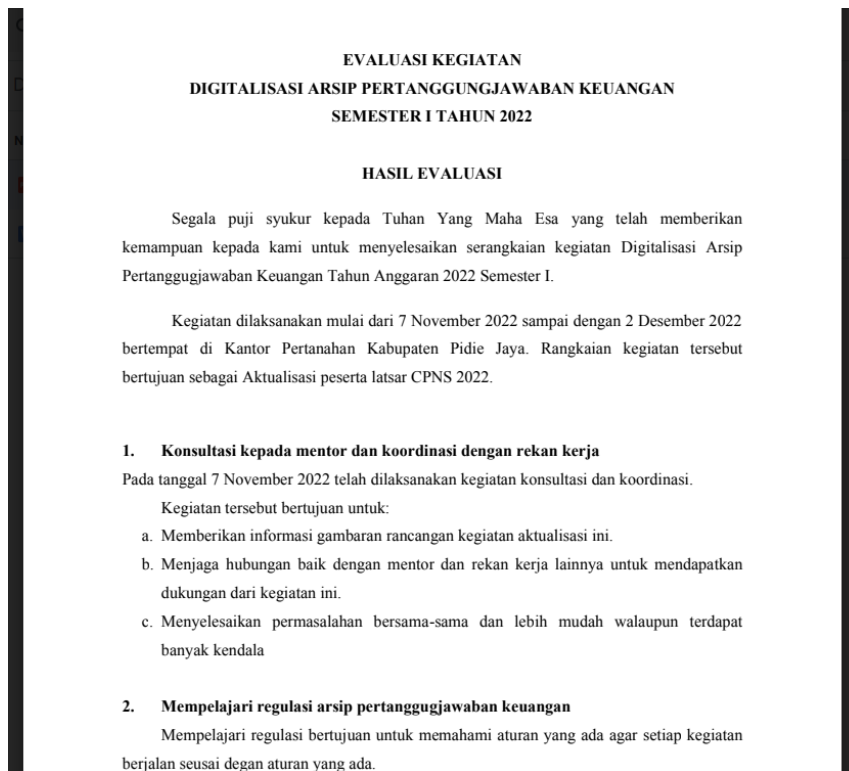 EVALUASI KEGIATAN
DIGITALISASI ARSIP PERTANGGUNGJAWABAN KEUANGAN
SEMESTER I TAHUN 2022
HASIL EVALUASI
Segala puji syukur kepada Tuhan Yang Maha Esa yang telah memberikan
kemampuan kepada kami untuk menyelesaikan serangkaian kegiatan Digitalisasi Arsip
Pertanggugjawaban Keuangan Tahun Anggaran 2022 Semester I.
Kegiatan dilaksanakan mulai dari 7 November 2022 sampai dengan 2 Desember 2022
bertempat di Kantor Pertanahan Kabupaten Pidie Jaya. Rangkaian kegiatan tersebut
bertujuan sebagai Aktualisasi peserta latsar CPNS 2022.
1. Konsultasi kepada mentor dan koordinasi dengan rekan kerja
Pada tanggal 7 November 2022 telah dilaksanakan kegiatan konsultasi dan koordinasi.
Kegiatan tersebut bertujuan untuk:
a. Memberikan informasi gambaran rancangan kegiatan aktualisasi ini.
b. Menjaga hubungan baik dengan mentor dan rekan kerja lainnya untuk mendapatkan
dukungan dari kegiatan ini.
c. Menyelesaikan permasalahan bersama-sama dan lebih mudah walaupun terdapat
banyak kendala
2. Mempelajari regulasi arsip pertanggugjawaban keuangan
Mempelajari regulasi bertujuan untuk memahami aturan yang ada agar setiap kegiatan
berjalan seusai degan aturan yang ada.